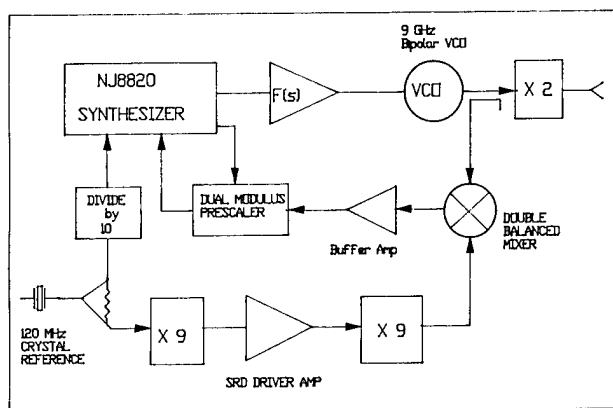 9 GHz
Bipolar VCO
NJ8820
SYNTHESIZER
F(s)
VCO
X 2
DIVIDE
by
10
DUAL MODULUS
PRESCALER
Buffer Amp
DOUBLE
BALANCED
MIXER
120 MHz
CRYSTAL
REFERENCE
X 9
SRD DRIVER AMP
X 9